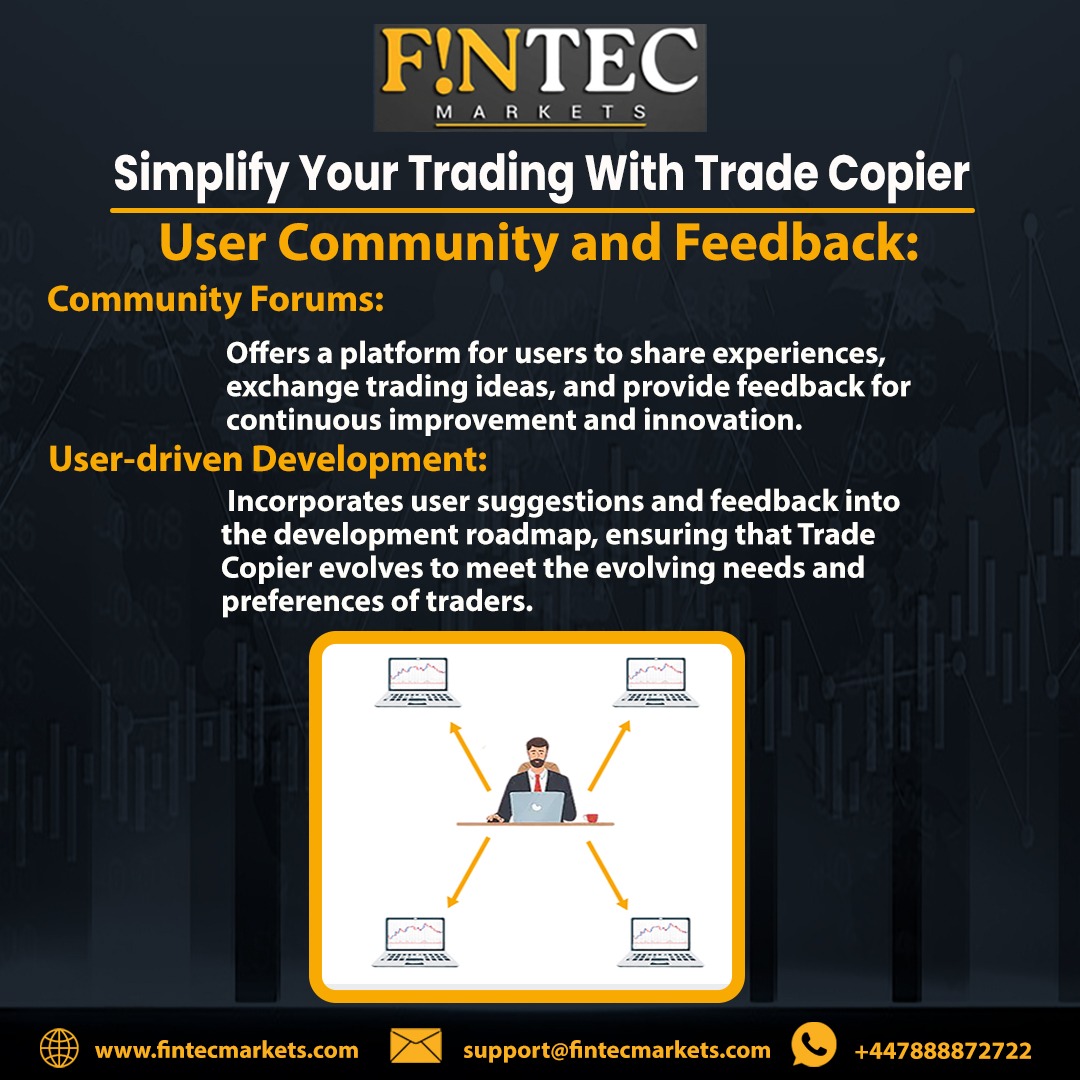 F!NTEC
MARKETS
Simplify Your Trading With Trade Copier
User Community and Feedback:
Community Forums:
Offers a platform for users to share experiences,
exchange trading ideas, and provide feedback for
continuous improvement and innovation.
User-driven Development:
Incorporates user suggestions and feedback into
the development roadmap, ensuring that Trade
Copier evolves to meet the evolving needs and
preferences of traders.
www.fintecmarkets.com
support@fintecmarkets.com
+447888872722